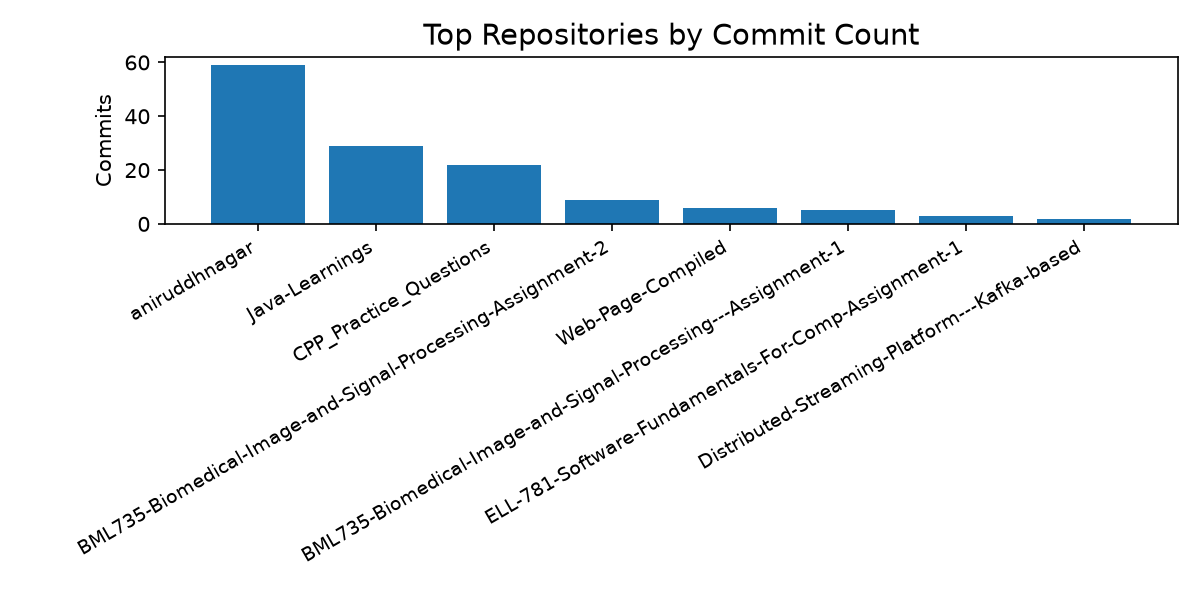 Top Repositories by Commit Count
Commits
60
40
20
0
aniruddhnagar
Java-Learnings
CPP_Practice_Questions
BML735-Biomedical-Image-and-Signal-Processing-Assignment-2
Web-Page-Compiled
BML735-Biomedical-Image-and-Signal-Processing---Assignment-1
ELL-781-Software-Fundamentals-For-Comp-Assignment-1
Distributed-Streaming-Platform---Kafka-based